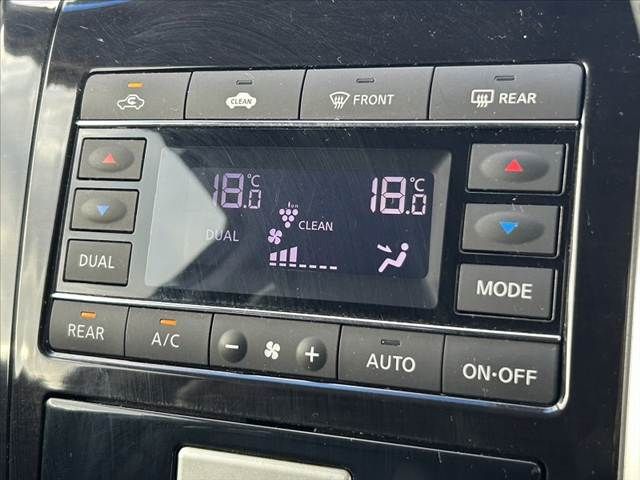 CLEAN FRONT REAR
18.0°C 18.0°C
DUAL CLEAN
DUAL
MODE
REAR A/C - + AUTO ON·OFF